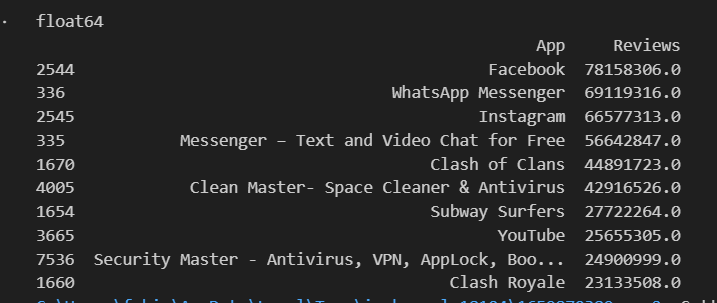 float64
App Reviews
2544 Facebook 78158306.0
336 WhatsApp Messenger 69119316.0
2545 Instagram 66577313.0
335 Messenger – Text and Video Chat for Free 56642847.0
1670 Clash of Clans 44891723.0
4005 Clean Master- Space Cleaner & Antivirus 42916526.0
1654 Subway Surfers 27722264.0
3665 YouTube 25655305.0
7536 Security Master - Antivirus, VPN, AppLock, Boo... 24900999.0
1660 Clash Royale 23133508.0